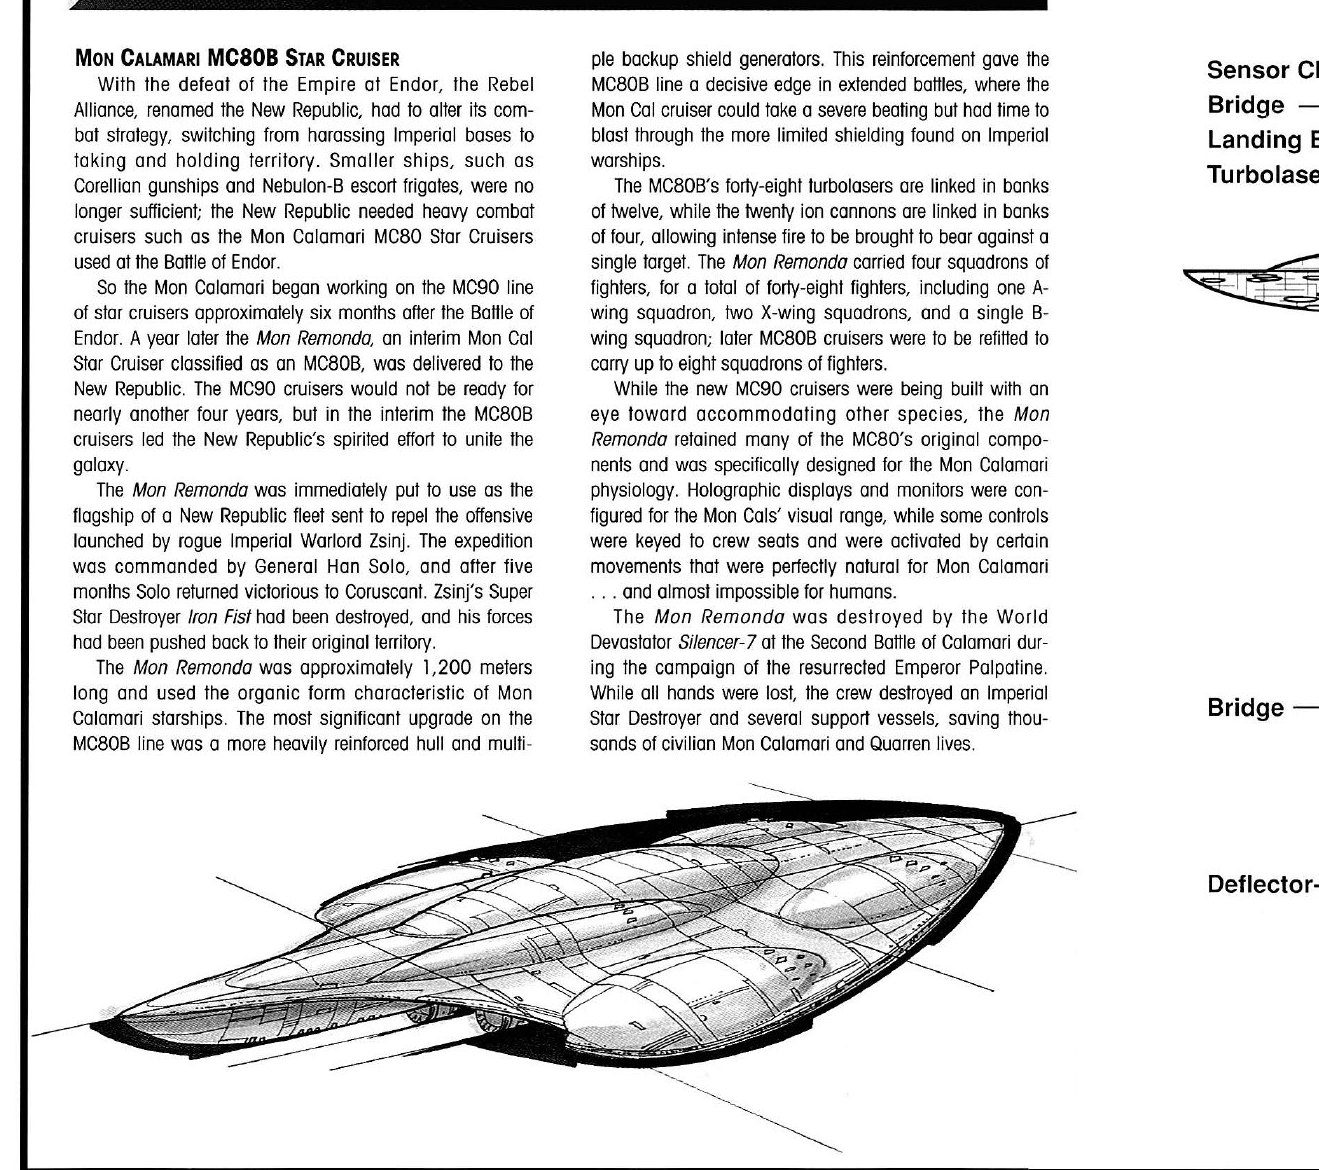 MON CALAMARI MC80B STAR CRUISER
With the defeat of the Empire at Endor, the Rebel
Alliance, renamed the New Republic, had to alter its com-
bat strategy, switching from harassing Imperial bases to
taking and holding territory. Smaller ships, such as
Corellian gunships and Nebulon-B escort frigates, were no
longer sufficient; the New Republic needed heavy combat
cruisers such as the Mon Calamari MC80 Star Cruisers
used at the Battle of Endor.
So the Mon Calamari began working on the MC90 line
of star cruisers approximately six months after the Battle of
Endor. A year later the Mon Remonda, an interim Mon Cal
Star Cruiser classified as an MC80B, was delivered to the
New Republic. The MC90 cruisers would not be ready for
nearly another four years, but in the interim the MC80B
cruisers led the New Republic's spirited effort to unite the
galaxy.
The Mon Remonda was immediately put to use as the
flagship of a New Republic fleet sent to repel the offensive
launched by rogue Imperial Warlord Zsinj. The expedition
was commanded by General Han Solo, and after five
months Solo returned victorious to Coruscant. Zsinj's Super
Star Destroyer Iron Fist had been destroyed, and his forces
had been pushed back to their original territory.
The Mon Remonda was approximately 1,200 meters
long and used the organic form characteristic of Mon
Calamari starships. The most significant upgrade on the
MC80B line was a more heavily reinforced hull and multi-
ple backup shield generators. This reinforcement gave the
MC80B line a decisive edge in extended battles, where the
Mon Cal cruiser could take a severe beating but had time to
blast through the more limited shielding found on Imperial
warships.
The MC80B's forty-eight turbolasers are linked in banks
of twelve, while the twenty ion cannons are linked in banks
of four, allowing intense fire to be brought to bear against a
single target. The Mon Remonda carried four squadrons of
fighters, for a total of forty-eight fighters, including one A-
wing squadron, two X-wing squadrons, and a single B-
wing squadron; later MC80B cruisers were to be refitted to
carry up to eight squadrons of fighters.
While the new MC90 cruisers were being built with an
eye toward accommodating other species, the Mon
Remonda retained many of the MC80's original compo-
nents and was specifically designed for the Mon Calamari
physiology. Holographic displays and monitors were con-
figured for the Mon Cals' visual range, while some controls
were keyed to crew seats and were activated by certain
movements that were perfectly natural for Mon Calamari
. . . and almost impossible for humans.
The Mon Remonda was destroyed by the World
Devastator Silencer-7 at the Second Battle of Calamari dur-
ing the campaign of the resurrected Emperor Palpatine.
While all hands were lost, the crew destroyed an Imperial
Star Destroyer and several support vessels, saving thou-
sands of civilian Mon Calamari and Quarren lives.
Sensor
Bridge
Landing
Bridge
Deflector-